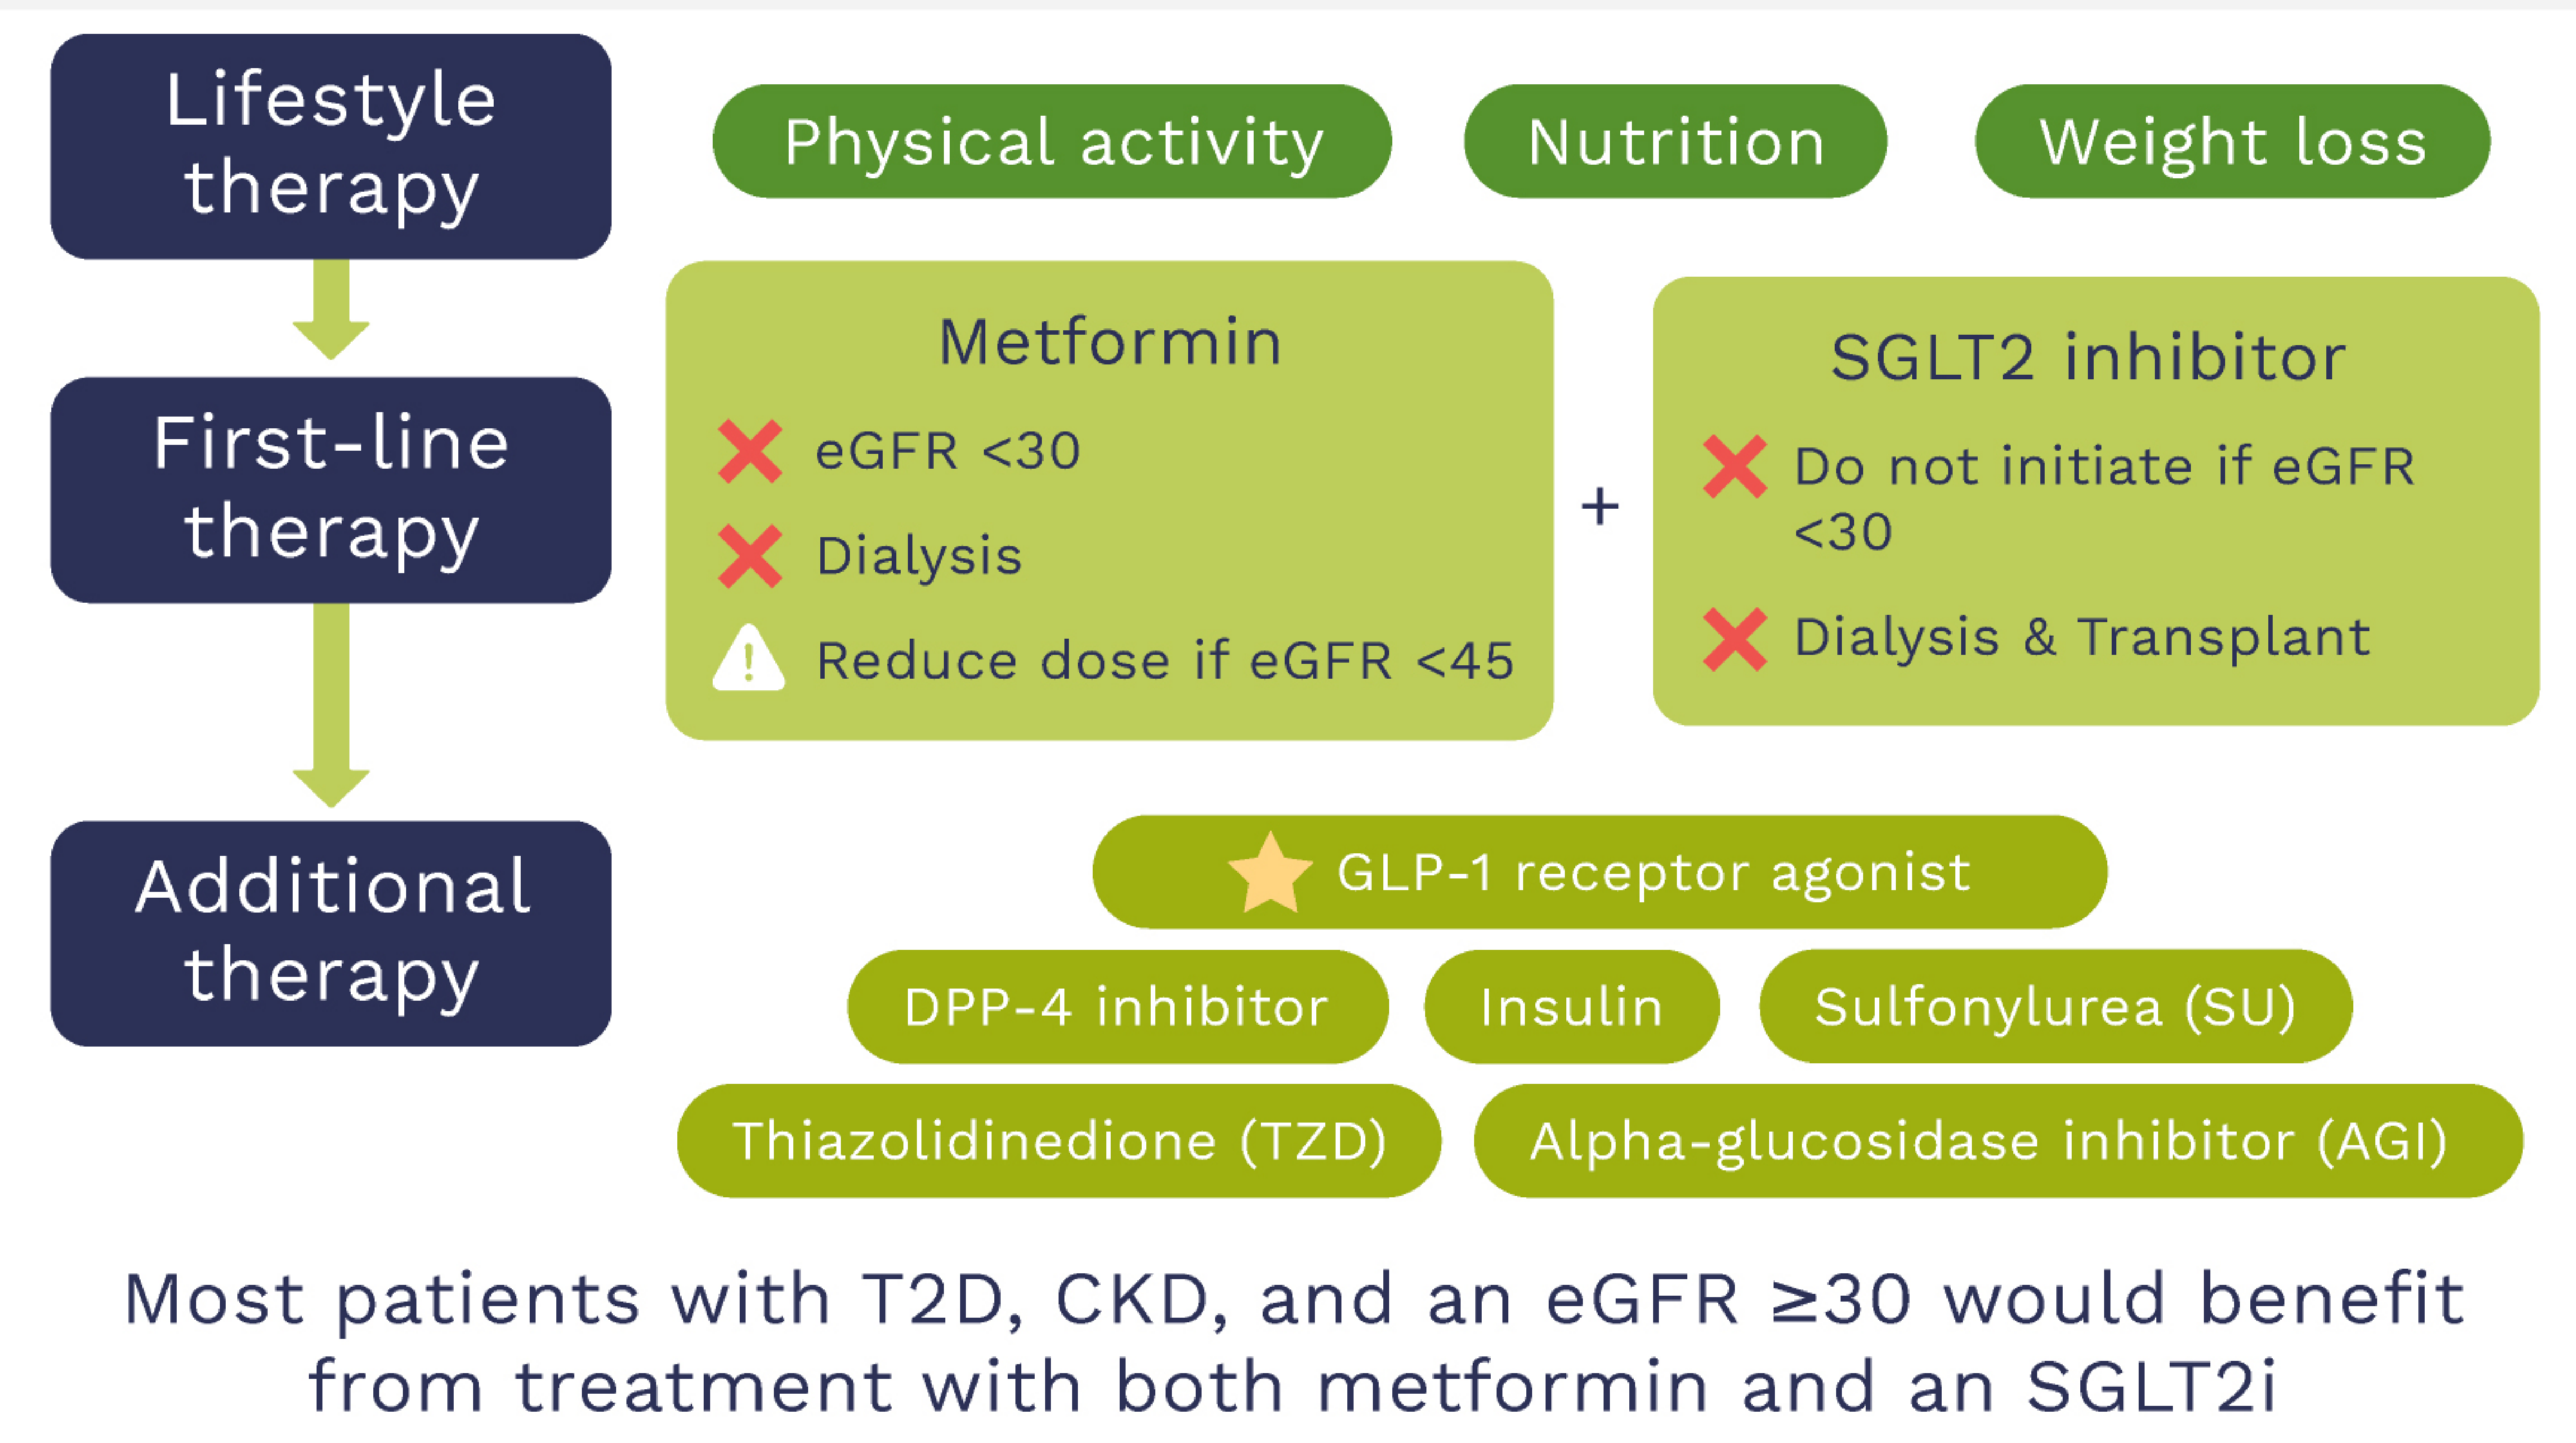 Lifestyle
therapy
Physical activity
Nutrition
Weight loss
First-line
therapy
Metformin
eGFR <30
Dialysis
! Reduce dose if eGFR <45
+
SGLT2 inhibitor
Do not initiate if eGFR
<30
Dialysis & Transplant
Additional
therapy
GLP-1 receptor agonist
DPP-4 inhibitor
Insulin
Sulfonylurea (SU)
Thiazolidinedione (TZD)
Alpha-glucosidase inhibitor (AGI)
Most patients with T2D, CKD, and an eGFR ≥30 would benefit
from treatment with both metformin and an SGLT2i